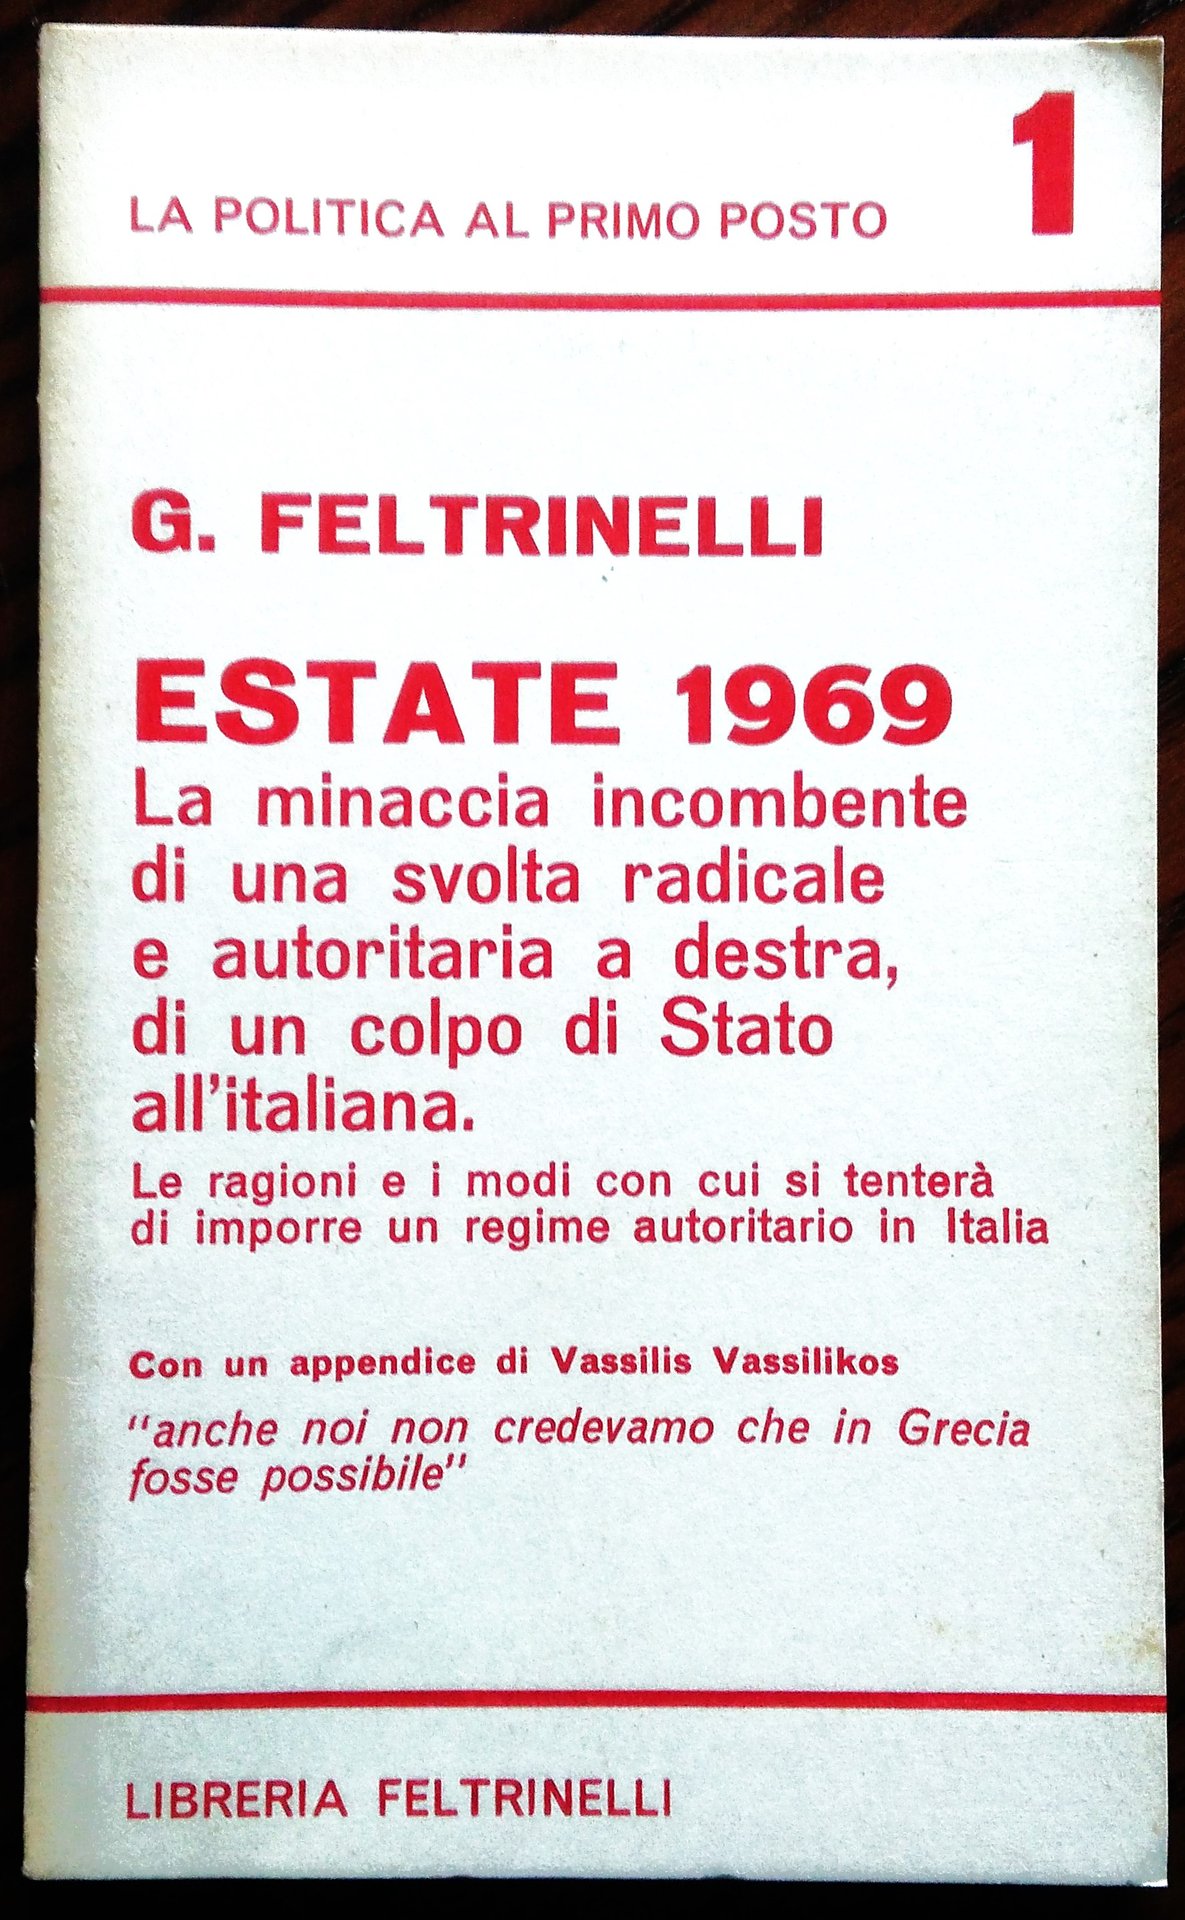 1
LA POLITICA AL PRIMO POSTO
G. FELTRINELLI
ESTATE 1969
La minaccia incombente
di una svolta radicale
e autoritaria a destra,
di un colpo di Stato
all'italiana.
Le ragioni e i modi con cui si tenterà
di imporre un regime autoritario in Italia
Con un appendice di Vassilis Vassilikos
"anche noi non credevamo che in Grecia
fosse possibile"
LIBRERIA FELTRINELLI